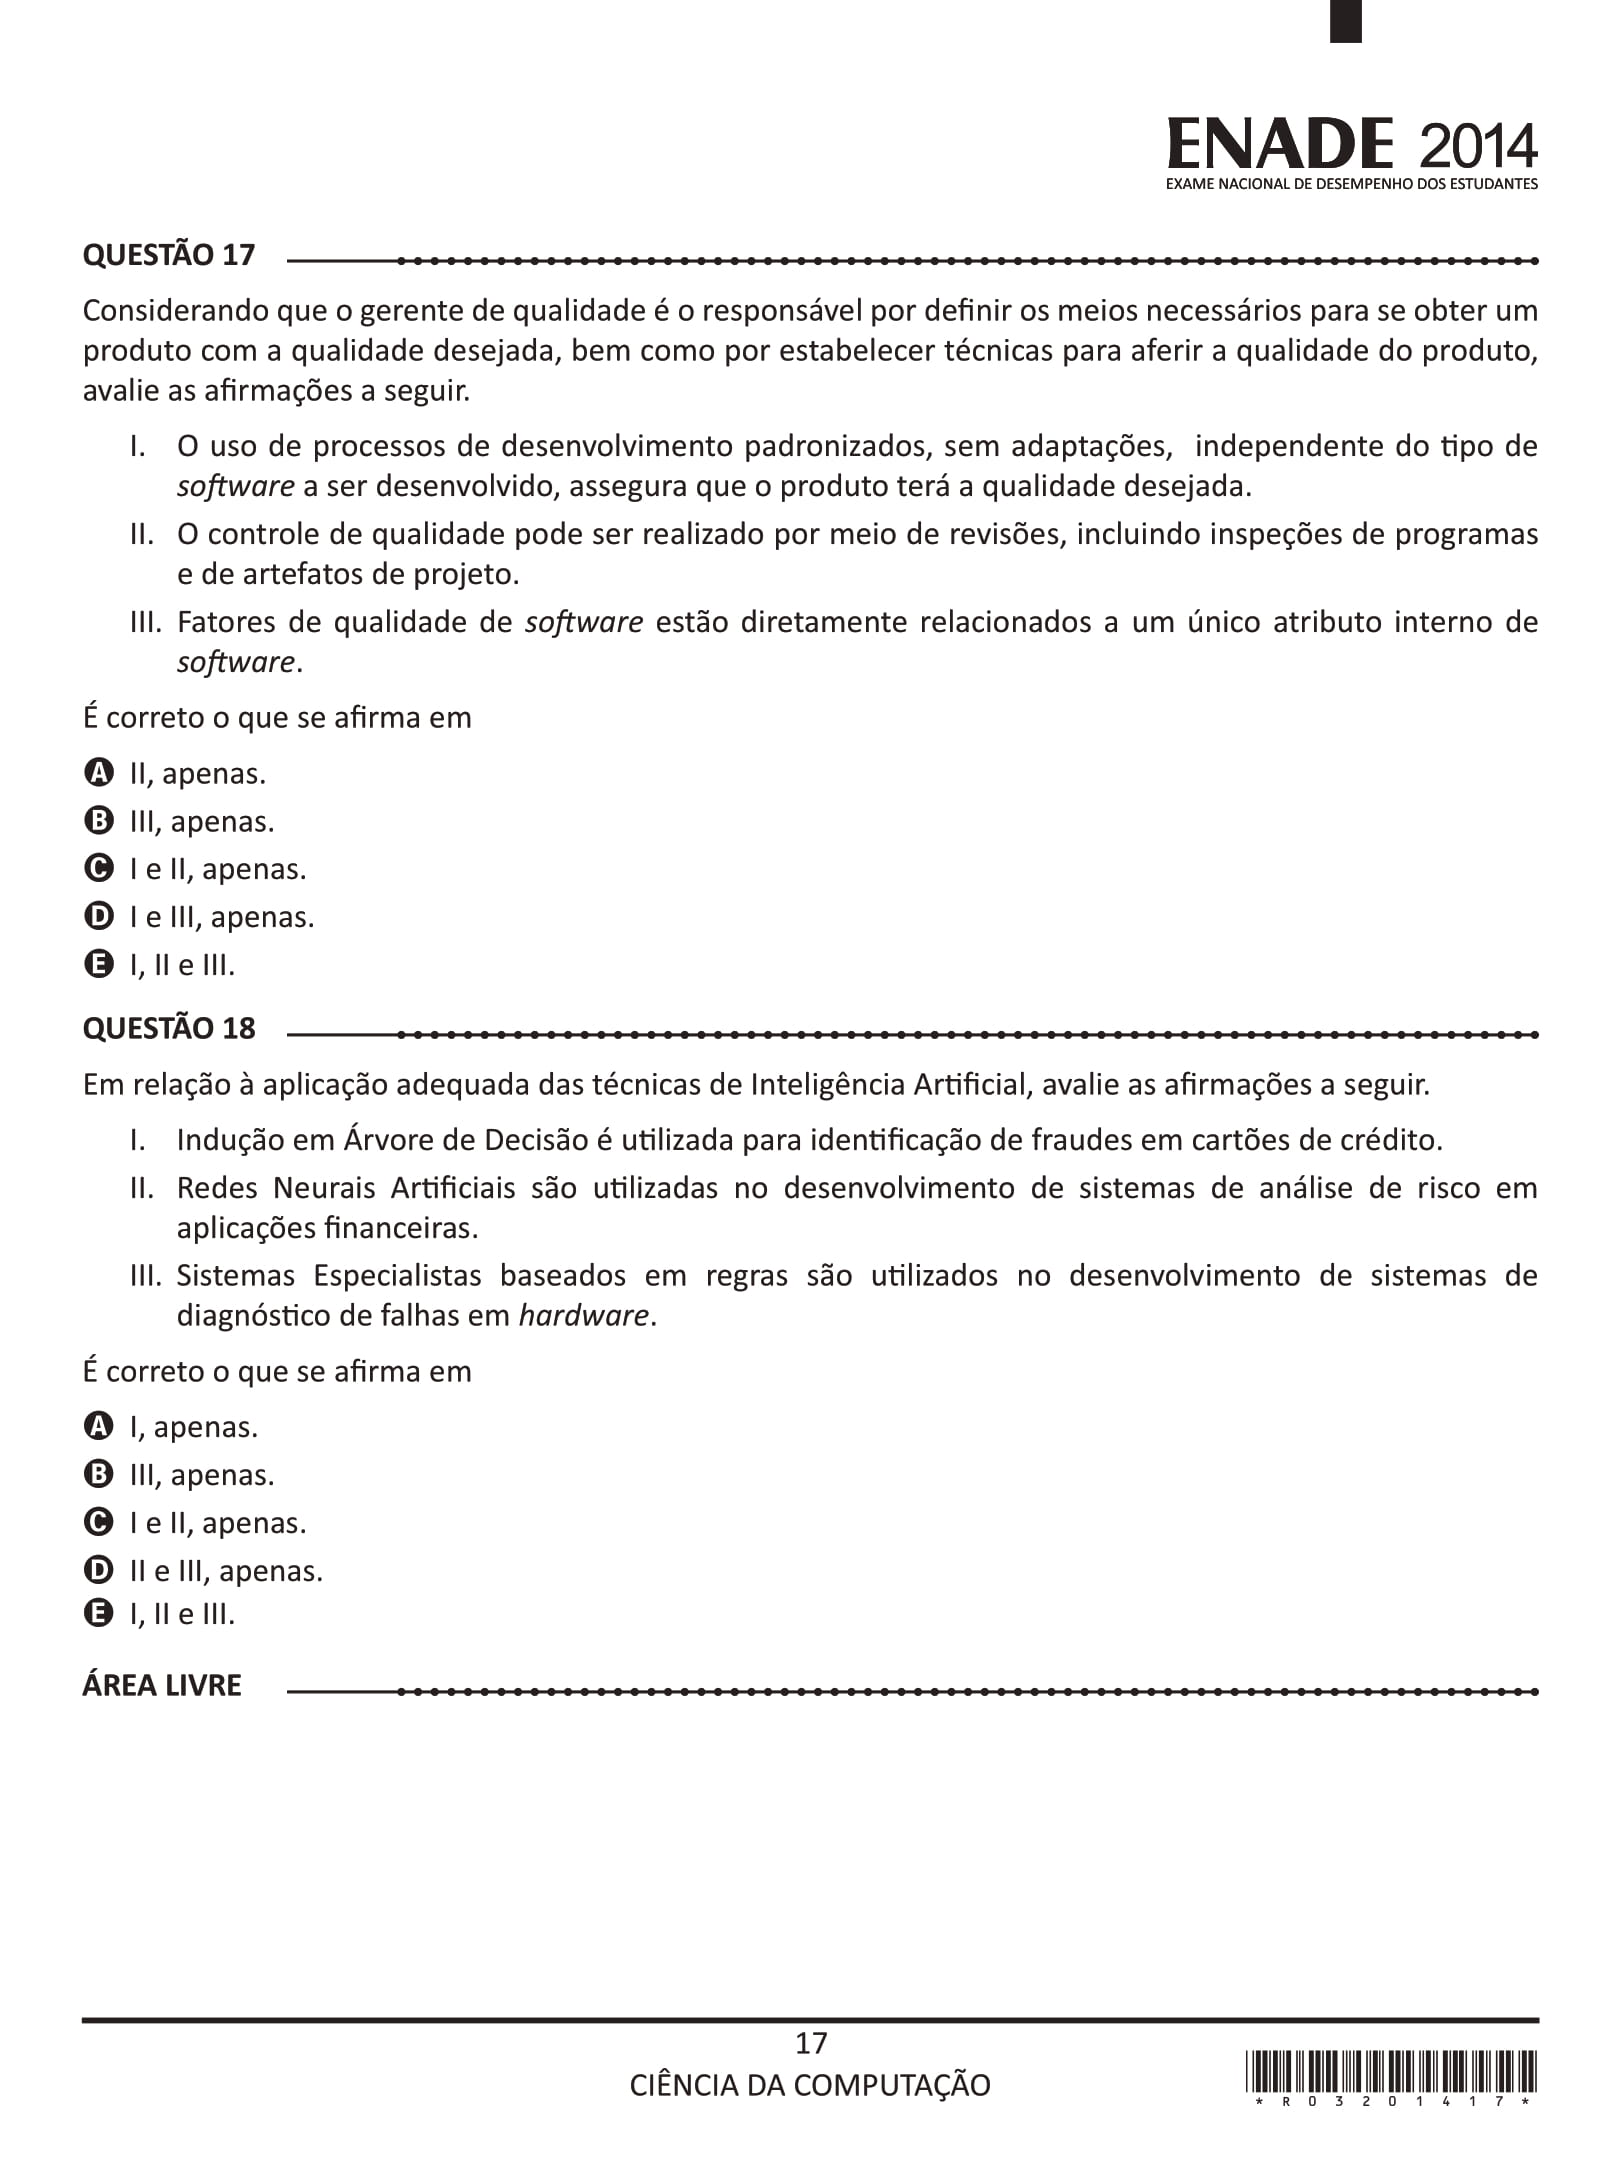 ENADE 2014
EXAME NACIONAL DE DESEMPENHO DOS ESTUDANTES
QUESTÃO 17
Considerando que o gerente de qualidade é o responsável por definir os meios necessários para se obter um
produto com a qualidade desejada, bem como por estabelecer técnicas para aferir a qualidade do produto,
avalie as afirmações a seguir.
I. O uso de processos de desenvolvimento padronizados, sem adaptações, independente do tipo de
software a ser desenvolvido, assegura que o produto terá a qualidade desejada.
II. O controle de qualidade pode ser realizado por meio de revisões, incluindo inspeções de programas
e de artefatos de projeto.
III. Fatores de qualidade de software estão diretamente relacionados a um único atributo interno de
software.
É correto o que se afirma em
A II, apenas.
B III, apenas.
C I e II, apenas.
D I e III, apenas.
E I, II e III.
QUESTÃO 18
Em relação à aplicação adequada das técnicas de Inteligência Artificial, avalie as afirmações a seguir.
I. Indução em Árvore de Decisão é utilizada para identificação de fraudes em cartões de crédito.
II. Redes Neurais Artificiais são utilizadas no desenvolvimento de sistemas de análise de risco em
aplicações financeiras.
III. Sistemas Especialistas baseados em regras são utilizados no desenvolvimento de sistemas de
diagnóstico de falhas em hardware.
É correto o que se afirma em
A I, apenas.
B III, apenas.
C I e II, apenas.
D II e III, apenas.
E I, II e III.
ÁREA LIVRE
17
CIÊNCIA DA COMPUTAÇÃO
* R 0 3 2 0 1 4 1 7 *